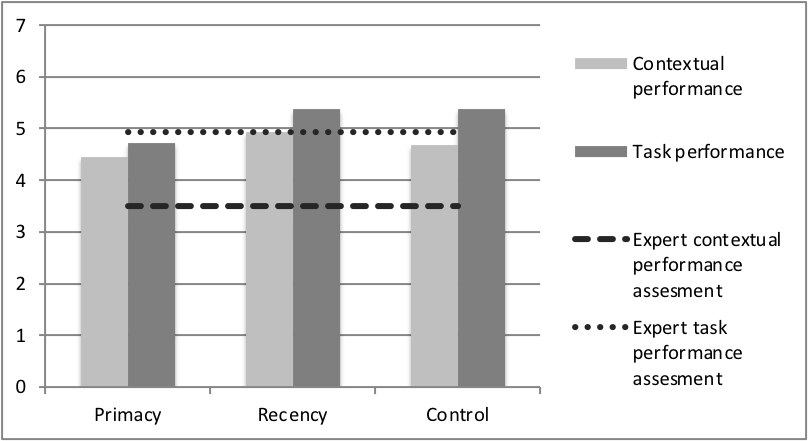 7
6
5
4
3
2
1
0
Primacy
Recency
Control
Contextual
performance
Task performance
Expert contextual
performance
assesment
Expert task
performance
assesment